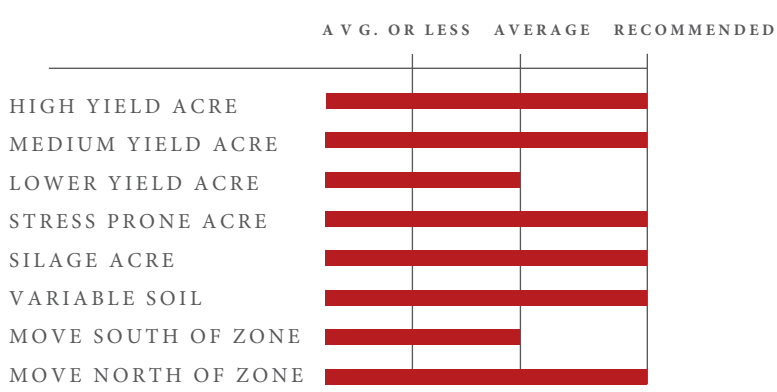 AVG. OR LESS AVERAGE RECOMMENDED
HIGH YIELD ACRE
MEDIUM YIELD ACRE
LOWER YIELD ACRE
STRESS PRONE ACRE
SILAGE ACRE
VARIABLE SOIL
MOVE SOUTH OF ZONE
MOVE NORTH OF ZONE